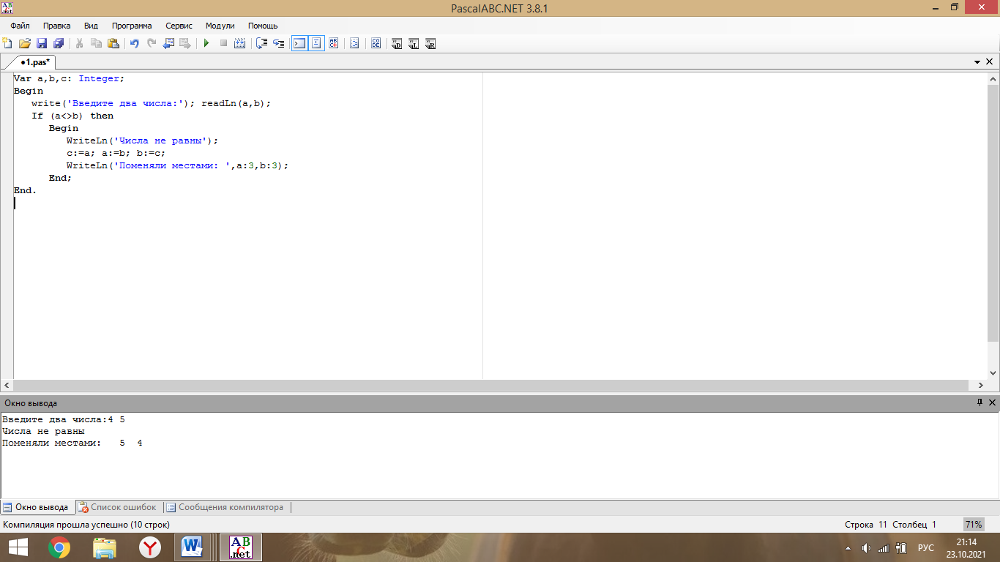 PascalABC.NET 3.8.1
Файл Правка Вид Программа Сервис Модули Помощь
●1.pas*
Var a,b,c: Integer;
Begin
write('Введите два числа:'); readLn(a,b);
If (a<>b) then
Begin
WriteLn('Числа не равны');
c:=a; a:=b; b:=c;
WriteLn('Поменяли местами: ',a:3,b:3);
End;
End.
Окно вывода
Введите два числа:4 5
Числа не равны
Поменяли местами:   5  4
Окно вывода Список ошибок Сообщения компилятора
Компиляция прошла успешно (10 строк) Строка 11 Столбец 1 71%
РУС 21:14
23.10.2021